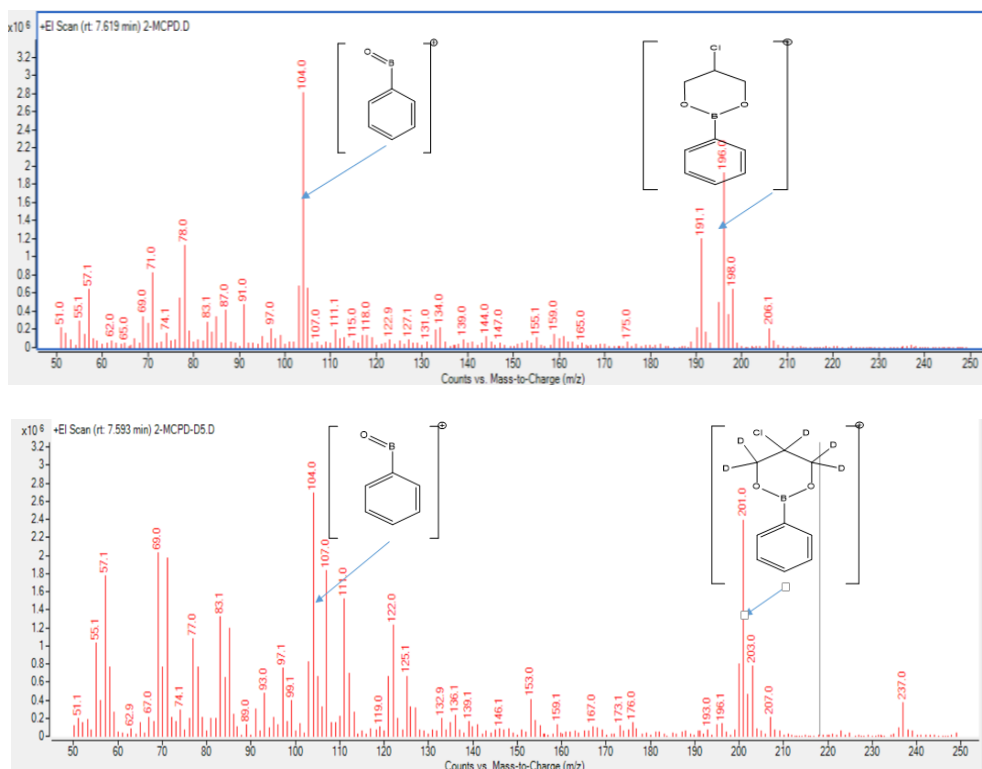 x10 6 +EI Scan (rt: 7.619 min) 2-MCPD.D
3.2
3
2.8
2.6
2.4
2.2
2
1.8
1.6
1.4
1.2
1
0.8
0.6
0.4
0.2
0
51.0 55.1 57.1 62.0 65.0 69.0 71.0 74.1 78.0 83.1 87.0 91.0 97.0 104.0 107.0 111.1 115.0 118.0 122.9 127.1 131.0 134.0 139.0 144.0 147.0 155.1 159.0 165.0 175.0 191.1 196.0 198.0 206.1
O B
Cl O O B
50 60 70 80 90 100 110 120 130 140 150 160 170 180 190 200 210 220 230 240 250
Counts vs. Mass-to-Charge (m/z)
x10 6 +EI Scan (rt: 7.593 min) 2-MCPD-D5.D
3.2
3
2.8
2.6
2.4
2.2
2
1.8
1.6
1.4
1.2
1
0.8
0.6
0.4
0.2
0
51.1 55.1 57.1 62.9 67.0 69.0 74.1 77.0 83.1 89.0 93.0 97.1 99.1 104.0 107.0 111.0 119.0 122.0 125.1 132.9 136.1 139.1 146.1 153.0 159.1 167.0 173.1 176.0 193.0 196.1 201.0 203.0 207.0 237.0
O B
Cl D D D D D O O B
50 60 70 80 90 100 110 120 130 140 150 160 170 180 190 200 210 220 230 240 250
Counts vs. Mass-to-Charge (m/z)